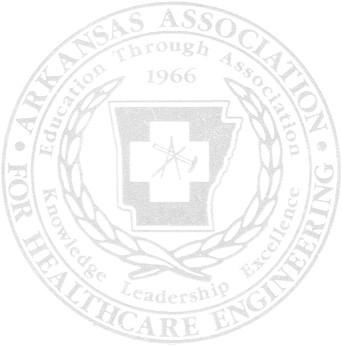 ARKANSAS ASSOCIATION
FOR HEALTHCARE ENGINEERING
Education Through Association
1966
Knowledge Leadership Excellence